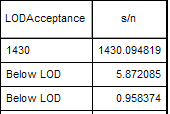 LODAcceptance s/n
1430 1430.094819
Below LOD 5.872085
Below LOD 0.958374